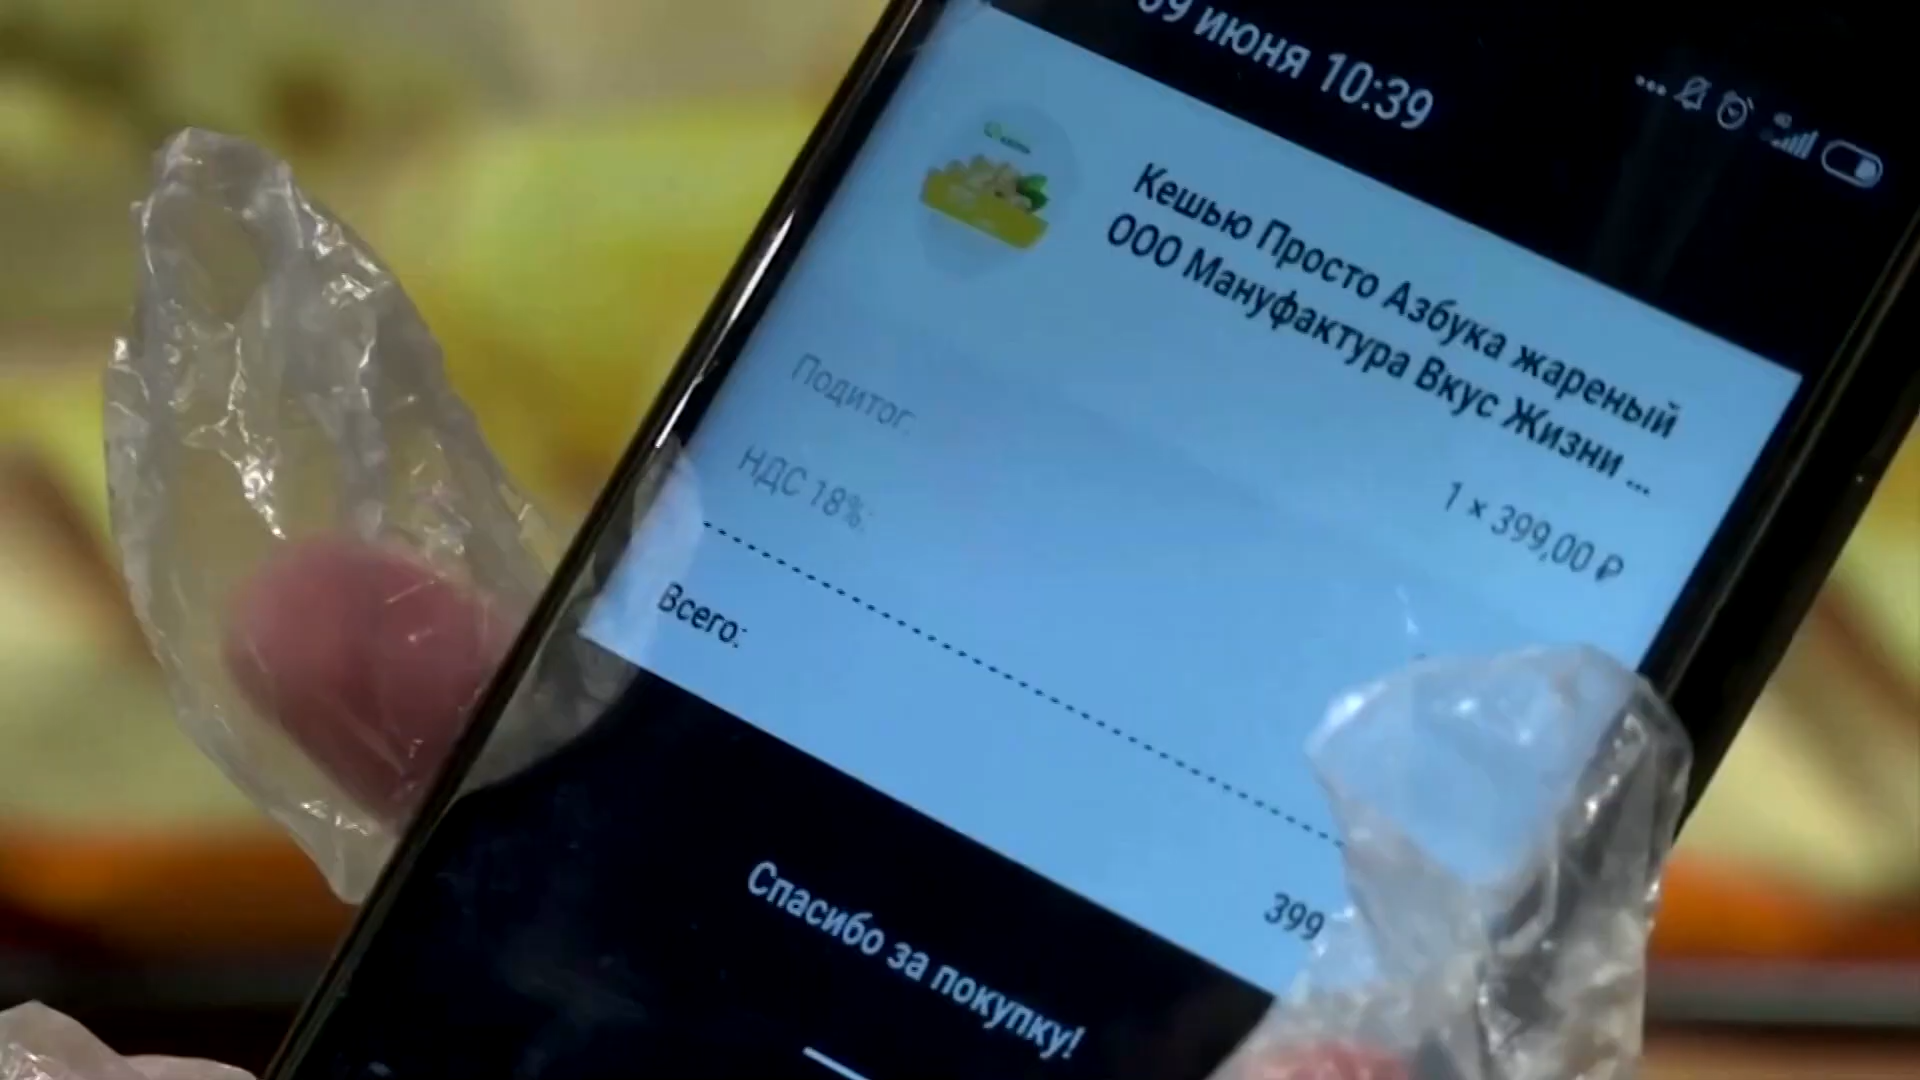 09 июня 10:39
Кешью Просто Азбука жареный
ООО Мануфактура Вкус Жизни ...
1 × 399,00 ₽
Подитог:
НДС 18%:
Всего:
399
Спасибо за покупку!